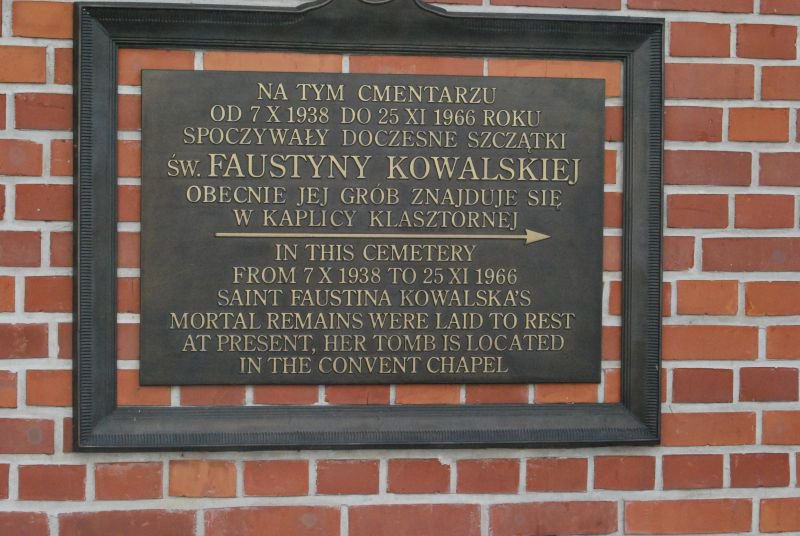 NA TYM CMENTARZU
OD 7 X 1938 DO 25 XI 1966 ROKU
SPOCZYWAŁY DOCZESNE SZCZĄTKI
ŚW. FAUSTYNY KOWALSKIEJ
OBECNIE JEJ GRÓB ZNAJDUJE SIĘ
W KAPLICY KLASZTORNEJ
IN THIS CEMETERY
FROM 7 X 1938 TO 25 XI 1966
SAINT FAUSTINA KOWALSKA'S
MORTAL REMAINS WERE LAID TO REST
AT PRESENT, HER TOMB IS LOCATED
IN THE CONVENT CHAPEL